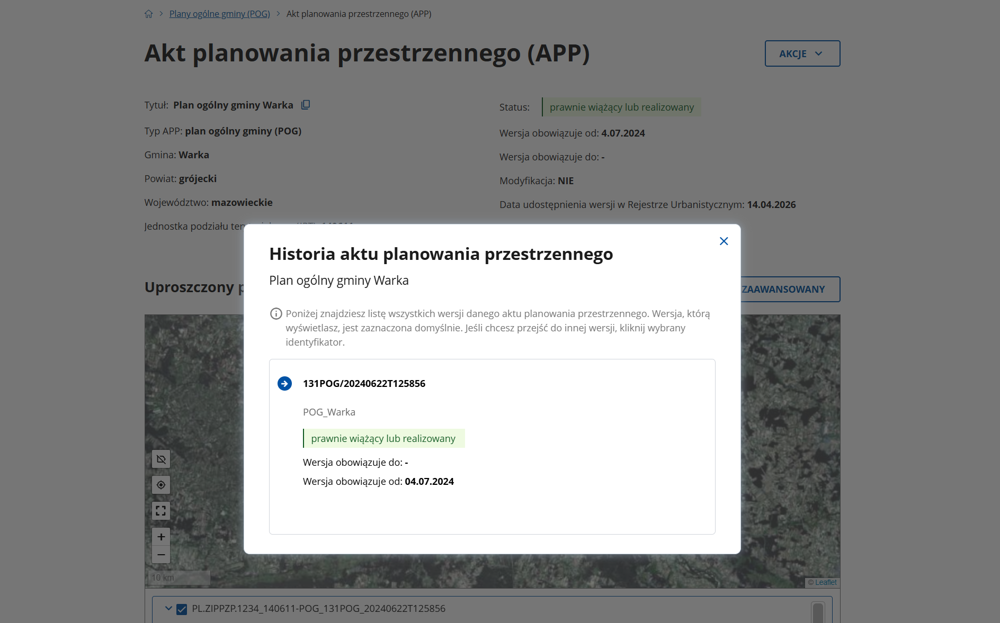 Plany ogólne gminy (POG) > Akt planowania przestrzennego (APP)
Akt planowania przestrzennego (APP)
AKCJE
Tytuł: Plan ogólny gminy Warka
Typ APP: plan ogólny gminy (POG)
Gmina: Warka
Powiat: grójecki
Województwo: mazowieckie
Jednostka podziału
Status: prawnie wiążący lub realizowany
Wersja obowiązuje od: 4.07.2024
Wersja obowiązuje do: -
Modyfikacja: NIE
Data udostępnienia wersji w Rejestrze Urbanistycznym: 14.04.2026
Uproszczony
ZAAWANSOWANY
Historia aktu planowania przestrzennego
Plan ogólny gminy Warka
Poniżej znajdziesz listę wszystkich wersji danego aktu planowania przestrzennego. Wersja, którą
wyświetlasz, jest zaznaczona domyślnie. Jeśli chcesz przejść do innej wersji, kliknij wybrany
identyfikator.
131POG/20240622T125856
POG_Warka
prawnie wiążący lub realizowany
Wersja obowiązuje do: -
Wersja obowiązuje od: 04.07.2024
+
−
10 km
© Leaflet
PL.ZIPPZP.1234_140611-POG_131POG_20240622T125856